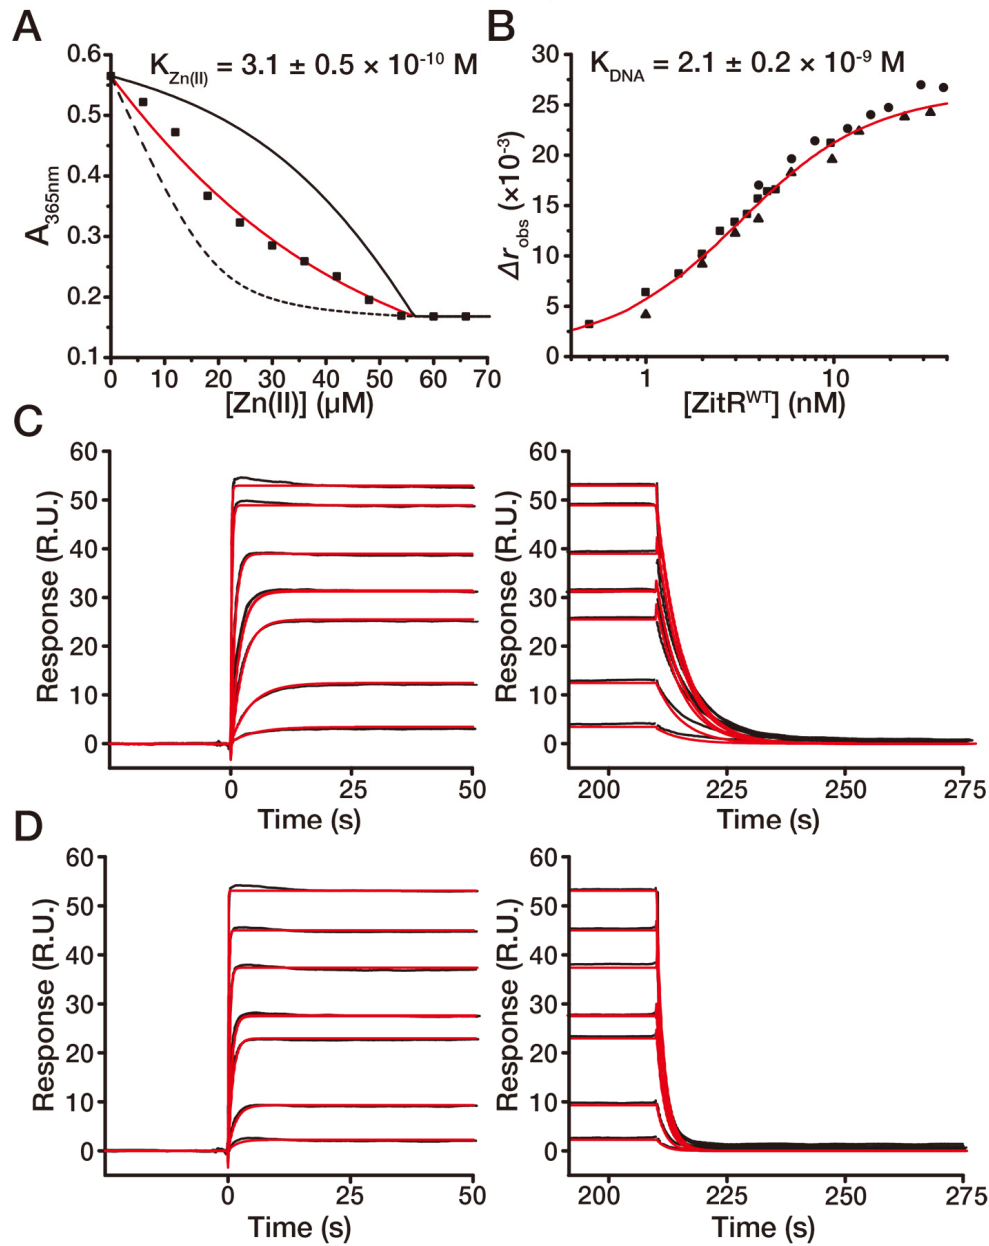 A
K_Zn(II) = 3.1 ± 0.5 × 10⁻¹⁰ M
A_365nm
0.6
0.5
0.4
0.3
0.2
0.1
0 10 20 30 40 50 60 70
[Zn(II)] (μM)
B
K_DNA = 2.1 ± 0.2 × 10⁻⁹ M
Δr_obs (×10⁻³)
30
25
20
15
10
5
0
1 10
[ZitR^WT] (nM)
C
Response (R.U.)
60
50
40
30
20
10
0
0 25 50
Time (s)
Response (R.U.)
60
50
40
30
20
10
0
200 225 250 275
Time (s)
D
Response (R.U.)
60
50
40
30
20
10
0
0 25 50
Time (s)
Response (R.U.)
60
50
40
30
20
10
0
200 225 250 275
Time (s)